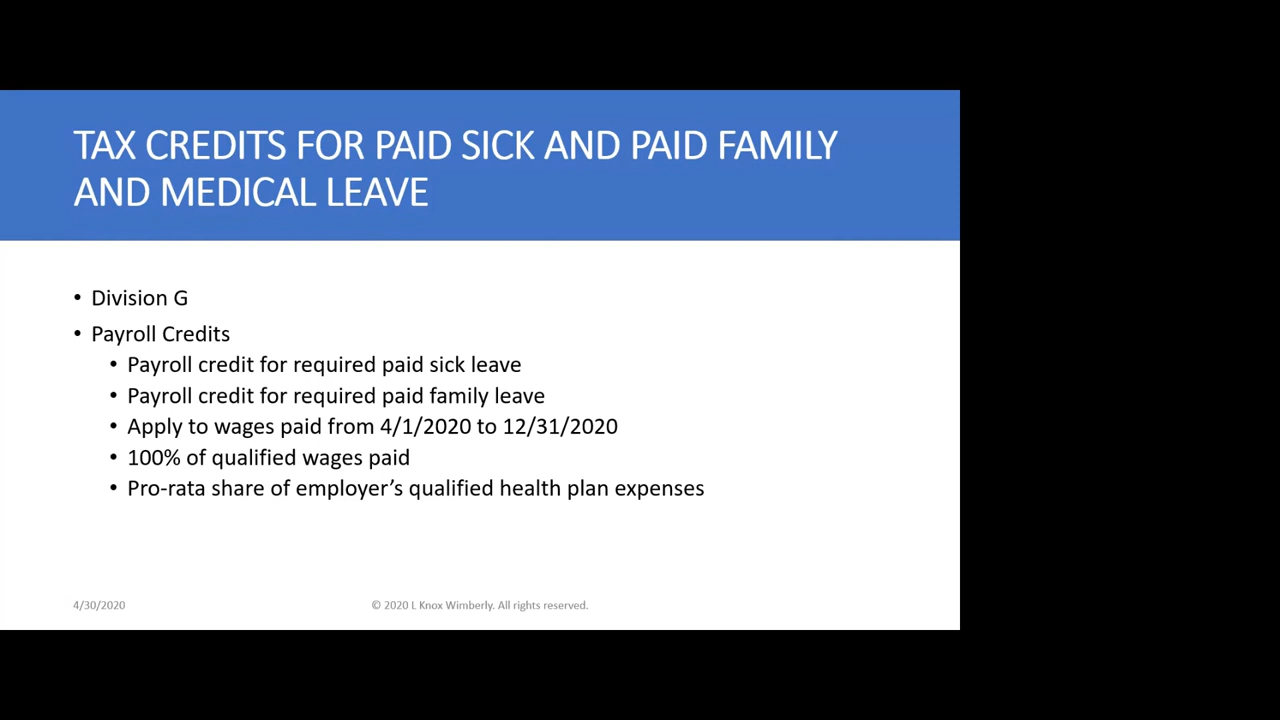 TAX CREDITS FOR PAID SICK AND PAID FAMILY
AND MEDICAL LEAVE
• Division G
• Payroll Credits
• Payroll credit for required paid sick leave
• Payroll credit for required paid family leave
• Apply to wages paid from 4/1/2020 to 12/31/2020
• 100% of qualified wages paid
• Pro-rata share of employer’s qualified health plan expenses
4/30/2020
© 2020 L Knox Wimberly. All rights reserved.